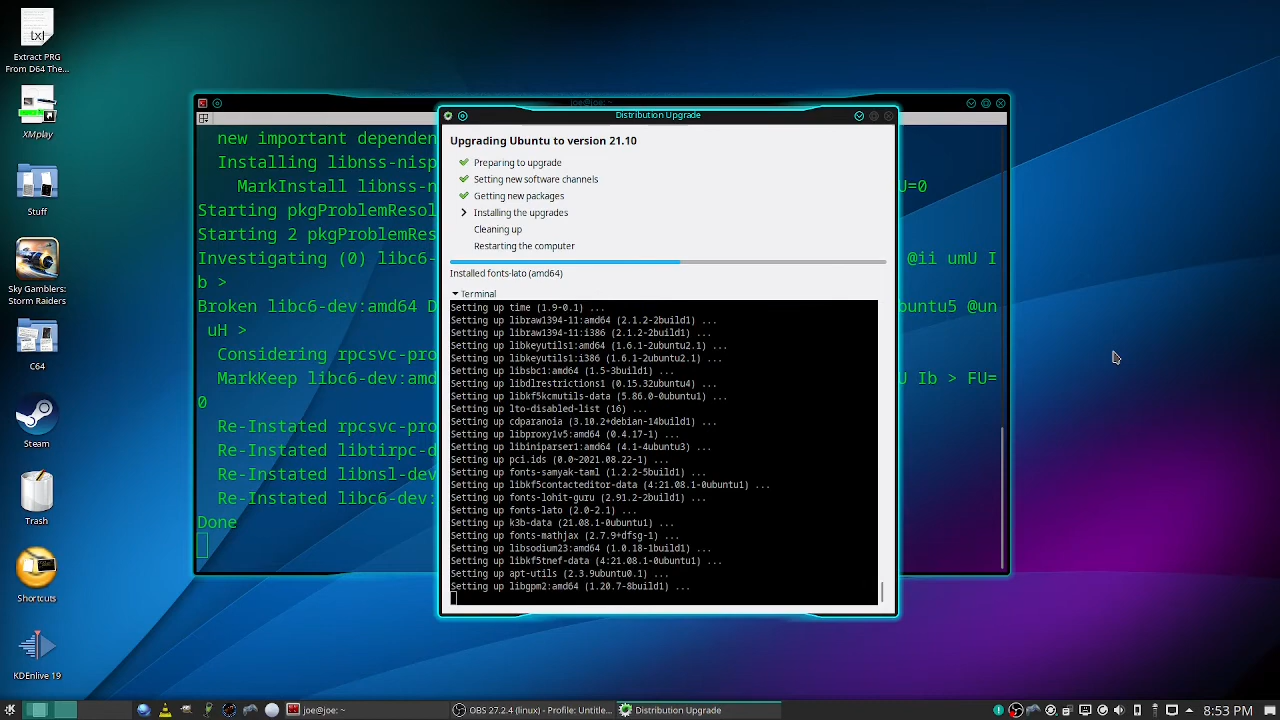 txt
Extract PRG
From D64 The...
XMplay
Stuff
Sky Gamblers:
Storm Raiders
C64
Steam
Trash
Shortcuts
KDEnlive 19
joe@joe: ~
new important depender
Installing libnss-nisp
MarkInstall libnss-n
U=0
Starting pkgProblemResol
Starting 2 pkgProblemRes
Investigating (0) libc6-
@ii umU I
b >
Broken libc6-dev:amd64 D
ubuntu5 @un
uH >
Considering rpcsvc-pro
MarkKeep libc6-dev:amd
U Ib > FU=
0
Re-Instated rpcsvc-pro
Re-Instated libtirpc-d
Re-Instated libnsl-dev
Re-Instated libc6-dev:
Done
Distribution Upgrade
Upgrading Ubuntu to version 21.10
Preparing to upgrade
Setting new software channels
Getting new packages
Installing the upgrades
Cleaning up
Restarting the computer
Installed fonts-lato (amd64)
Terminal
Setting up time (1.9-0.1) ...
Setting up libraw1394-11:amd64 (2.1.2-2build1) ...
Setting up libraw1394-11:i386 (2.1.2-2build1) ...
Setting up libkeyutils1:amd64 (1.6.1-2ubuntu2.1) ...
Setting up libkeyutils1:i386 (1.6.1-2ubuntu2.1) ...
Setting up libsbc1:amd64 (1.5-3build1) ...
Setting up libdlrestrictions1 (0.15.32ubuntu4) ...
Setting up libkf5kcmutils-data (5.86.0-0ubuntu1) ...
Setting up lto-disabled-list (16) ...
Setting up cdparanoia (3.10.2+debian-14build1) ...
Setting up libproxy1v5:amd64 (0.4.17-1) ...
Setting up libiniparser1:amd64 (4.1-4ubuntu3) ...
Setting up pci.ids (0.0~2021.08.22-1) ...
Setting up fonts-samyak-taml (1.2.2-5build1) ...
Setting up libkf5contacteditor-data (4:21.08.1-0ubuntu1) ...
Setting up fonts-lohit-guru (2.91.2-2build1) ...
Setting up fonts-lato (2.0-2.1) ...
Setting up k3b-data (21.08.1-0ubuntu1) ...
Setting up fonts-mathjax (2.7.9+dfsg-1) ...
Setting up libsodium23:amd64 (1.0.18-1build1) ...
Setting up libkf5tnef-data (4:21.08.1-0ubuntu1) ...
Setting up apt-utils (2.3.9ubuntu0.1) ...
Setting up libgpm2:amd64 (1.20.7-8build1) ...
joe@joe: ~
OBS 27.2.4 (linux) - Profile: Untitle...
Distribution Upgrade
8:53 PM